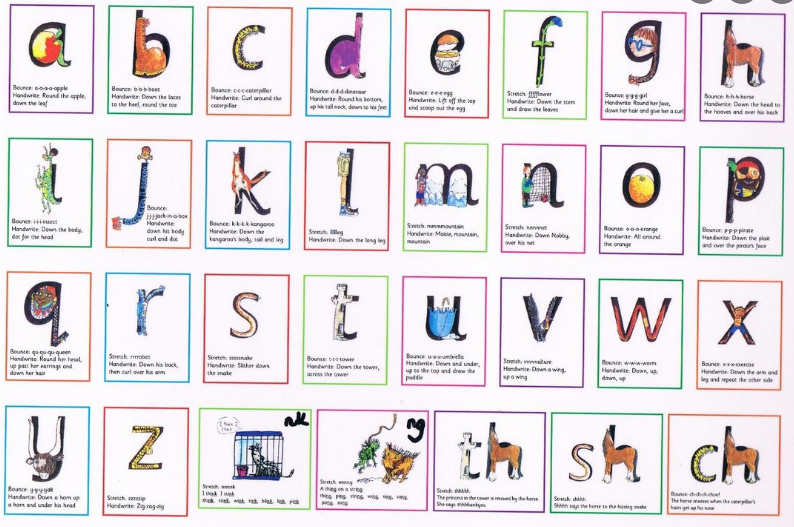 a
Bounce: a-a-a-a-apple
Handwrite: Round the apple,
down the leaf
b
Bounce: b-b-b-boot
Handwrite: Down the laces
to the heel, round the toe
c
Bounce: c-c-c-caterpillar
Handwrite: Curl around the
caterpillar
d
Bounce: d-d-d-dinosaur
Handwrite: Round his bottom,
up his tall neck, down to his feet
e
Bounce: e-e-e-egg
Handwrite: Lift off the top
and scoop out the egg
f
Stretch: ffffflower
Handwrite: Down the stem
and draw the leaves
g
Bounce: g-g-g-girl
Handwrite: Round her face,
down her hair and give her a curl
h
Bounce: h-h-h-horse
Handwrite: Down the head to
the hooves and over his back
i
Bounce: i-i-i-insect
Handwrite: Down the body,
dot for the head
j
Bounce:
j-j-j-jack-in-a-box
Handwrite:
down his body
curl and dot
k
Bounce: k-k-k-k-kangaroo
Handwrite: Down the
kangaroo's body, tail and leg
l
Stretch: lllleg
Handwrite: Down the long leg
m
Stretch: mmmmountain
Handwrite: Maisie, mountain,
mountain
n
Stretch: nnnnnet
Handwrite: Down Nobby,
over his net
o
Bounce: o-o-o-orange
Handwrite: All around
the orange
p
Bounce: p-p-p-pirate
Handwrite: Down the plait
and over the pirate's face
q
Bounce: qu-qu-qu-queen
Handwrite: Round her head,
up past her earrings and
down her hair
r
Stretch: rrrrobot
Handwrite: Down his back,
then curl over his arm
s
Stretch: sssssnake
Handwrite: Slither down
the snake
t
Bounce: t-t-t-tower
Handwrite: Down the tower,
across the tower
u
Bounce: u-u-u-umbrella
Handwrite: Down and under,
up to the top and draw the
puddle
v
Stretch: vvvvvulture
Handwrite: Down a wing,
up a wing
w
Bounce: w-w-w-worm
Handwrite: Down, up,
down, up
x
Bounce: x-x-x-exercise
Handwrite: Down the arm and
leg and repeat the other side
y
Bounce: y-y-y-yak
Handwrite: Down a horn up
a horn and under his head
z
Stretch: zzzzzip
Handwrite: Zig-zag-zig
nk
I think I
stink
Stretch: nnnnk
I think I stink
ng
Stretch: nnnng
A thing on a string
th
Stretch: thhhhh
The princess in the tower is rescued by the horse.
She says thhhhankyou
sh
Stretch: shhhh
Shhhh says the horse to the hissing snake
ch
Bounce: ch-ch-ch-choo!
The horse sneezes when the caterpillar's
hairs get up his nose